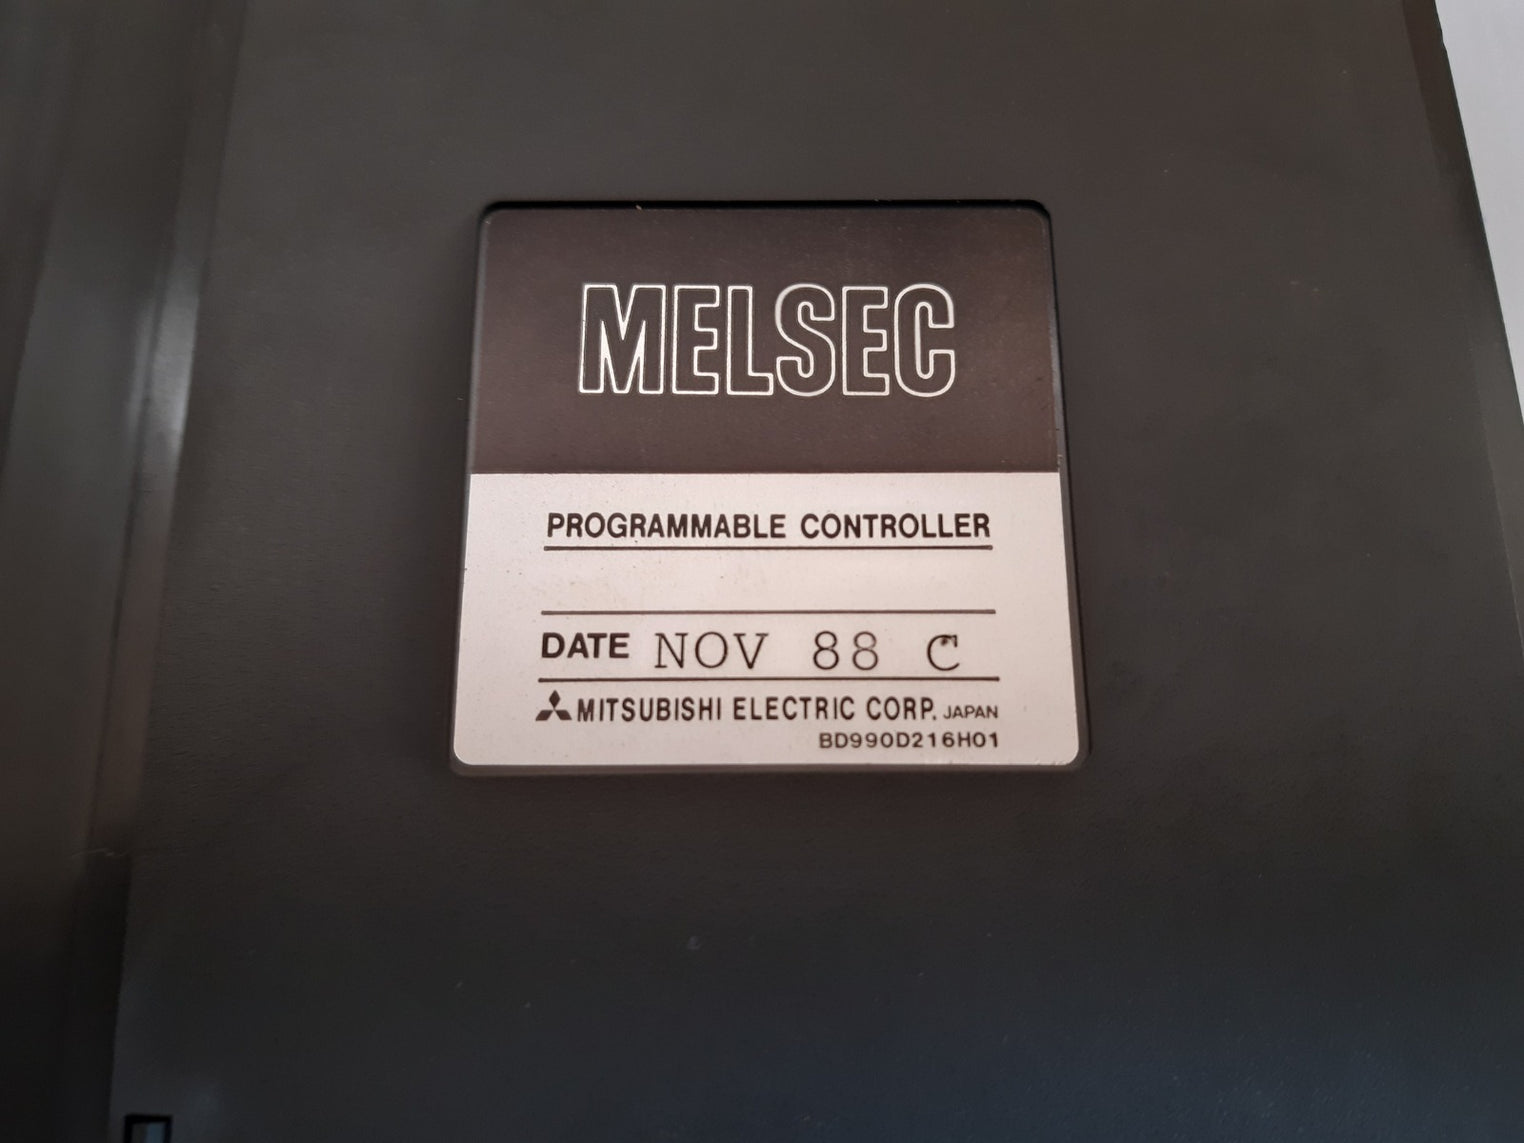 MELSEC
PROGRAMMABLE CONTROLLER
DATE NOV 88 C
MITSUBISHI ELECTRIC CORP. JAPAN
BD990D216H01